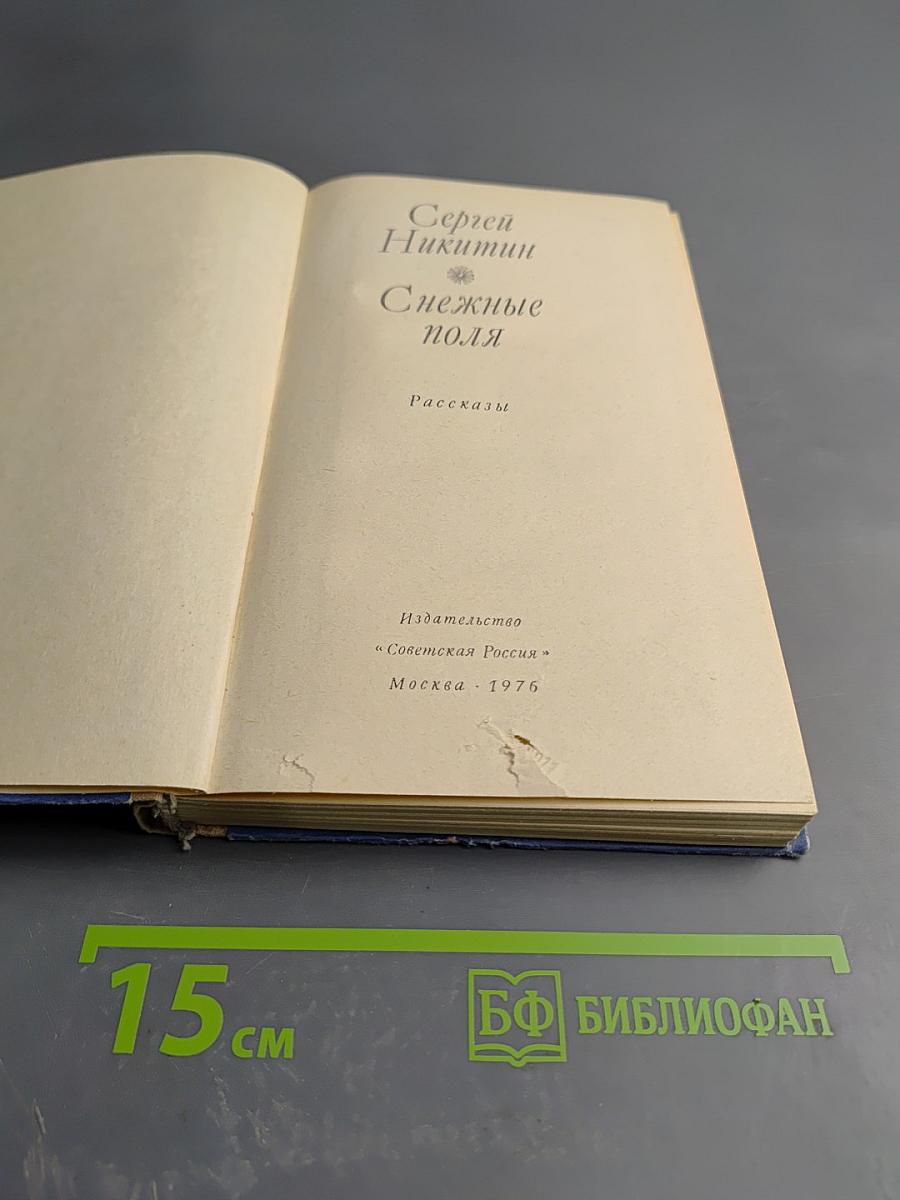 Сергей
Никитин
Снежные
поля
Рассказы
Издательство
«Советская Россия»
Москва · 1976
15 см
БФ БИБЛИОФАН